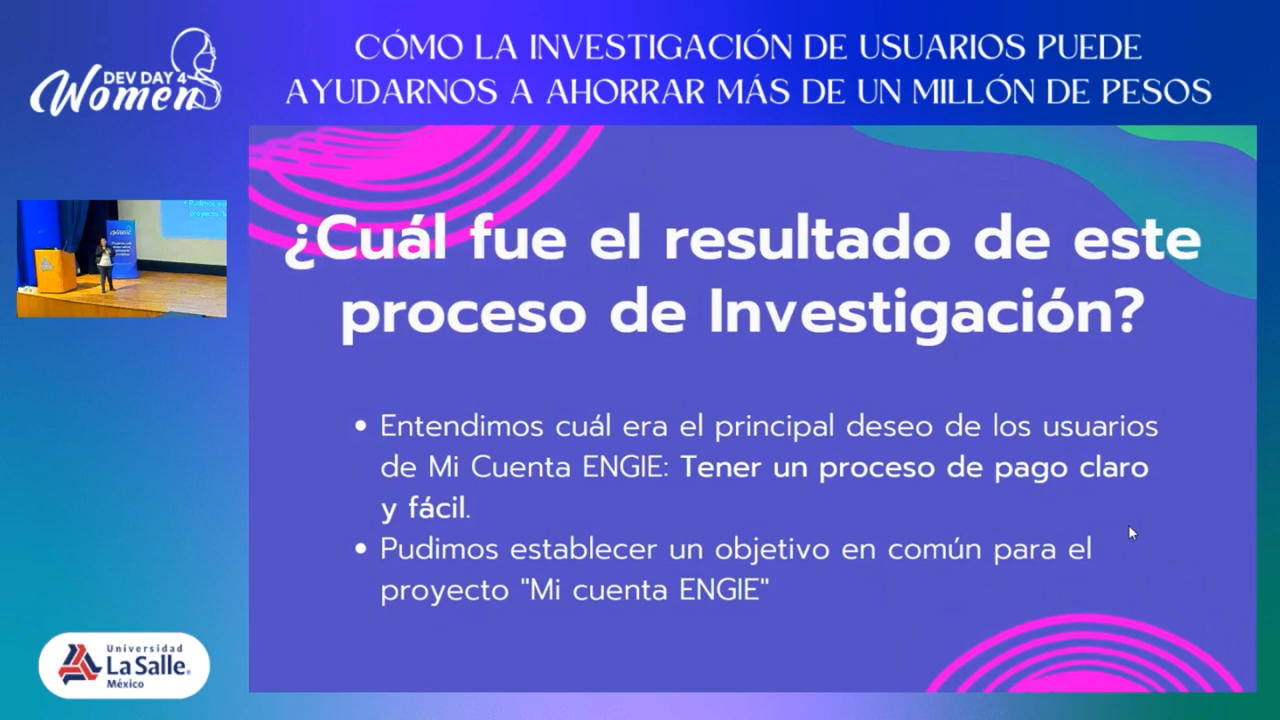 DEV DAY 4
Women
CÓMO LA INVESTIGACIÓN DE USUARIOS PUEDE
AYUDARNOS A AHORRAR MÁS DE UN MILLÓN DE PESOS
¿Cuál fue el resultado de este
proceso de Investigación?
• Entendimos cuál era el principal deseo de los usuarios
de Mi Cuenta ENGIE: Tener un proceso de pago claro
y fácil.
• Pudimos establecer un objetivo en común para el
proyecto "Mi cuenta ENGIE"
Universidad
La Salle®
México